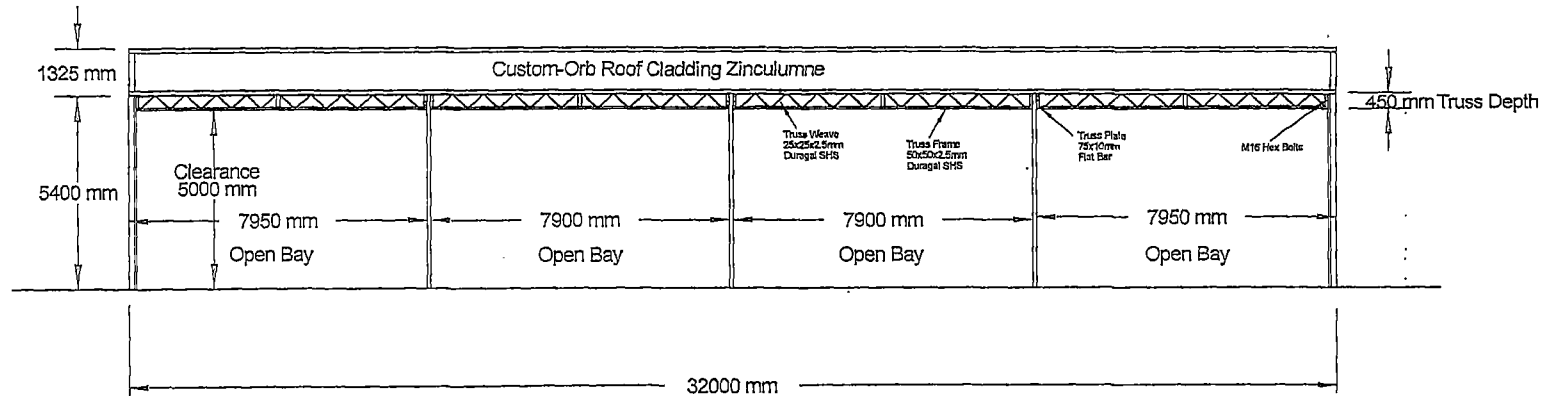 1325 mm
Custom-Orb Roof Cladding Zinculumne
450 mm Truss Depth
Truss Weave
25x25x2.5mm
Duragal SHS
Truss Frame
50x50x2.5mm
Duragal SHS
Truss Plate
75x10mm
Flat Bar
M16 Hex Bolts
5400 mm
Clearance
5000 mm
7950 mm
7900 mm
7900 mm
7950 mm
Open Bay
Open Bay
Open Bay
Open Bay
32000 mm